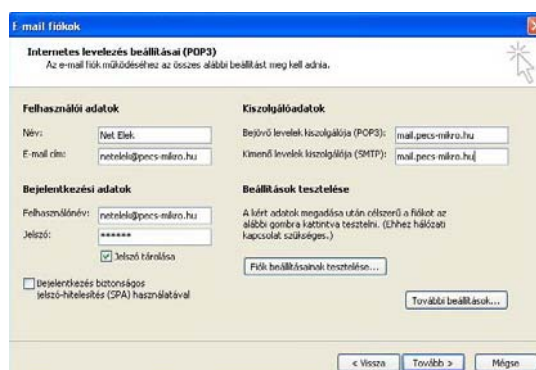 E-mail fiókok
Internetes levelezés beállításai (POP3)
Az e-mail fiók működéséhez az összes alábbi beállítást meg kell adnia.
Felhasználói adatok
Név: Net Elek
E-mail cím: netelek@pecs-mikro.hu
Bejelentkezési adatok
Felhasználónév: netelek@pecs-mikro.hu
Jelszó: ******
Jelszó tárolása
Bejelentkezés biztonságos
jelszó-hitelesítés (SPA) használatával
Kiszolgálóadatok
Bejövő levelek kiszolgálója (POP3): mail.pecs-mikro.hu
Kimenő levelek kiszolgálója (SMTP): mail.pecs-mikro.hu
Beállítások tesztelése
A kért adatok megadása után célszerű a fiókot az
alábbi gombra kattintva tesztelni. (Ehhez hálózati
kapcsolat szükséges.)
Fiók beállításainak tesztelése...
További beállítások...
< Vissza
Tovább >
Mégse